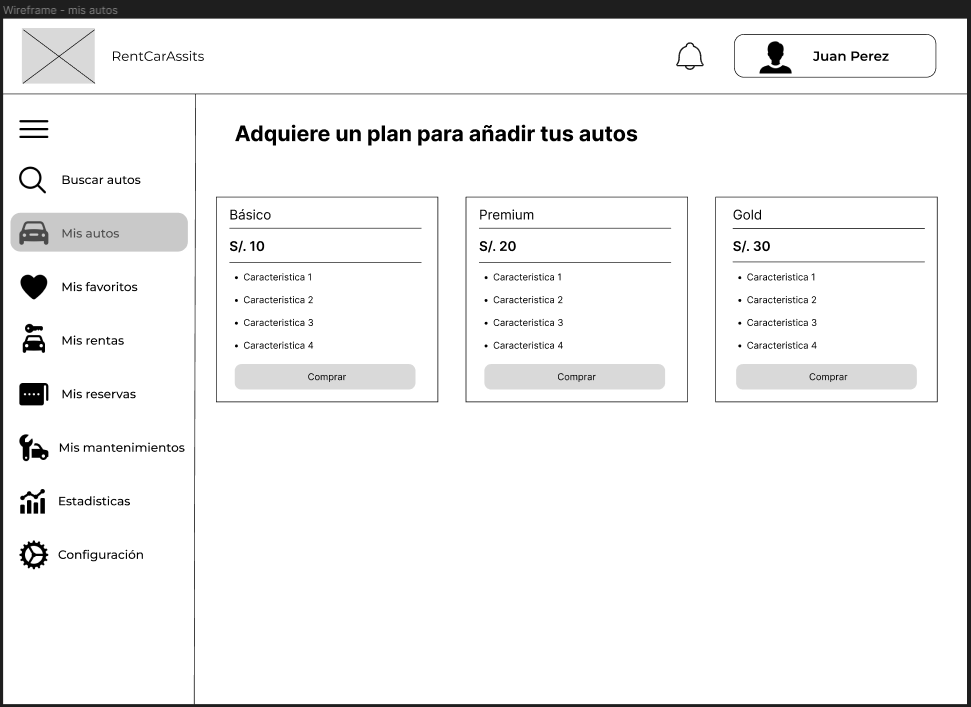 Wireframe - mis autos
RentCarAssits
Juan Perez
Buscar autos
Mis autos
Mis favoritos
Mis rentas
Mis reservas
Mis mantenimientos
Estadisticas
Configuración
Adquiere un plan para añadir tus autos
Básico
S/. 10
• Caracteristica 1
• Caracteristica 2
• Caracteristica 3
• Caracteristica 4
Comprar
Premium
S/. 20
• Caracteristica 1
• Caracteristica 2
• Caracteristica 3
• Caracteristica 4
Comprar
Gold
S/. 30
• Caracteristica 1
• Caracteristica 2
• Caracteristica 3
• Caracteristica 4
Comprar